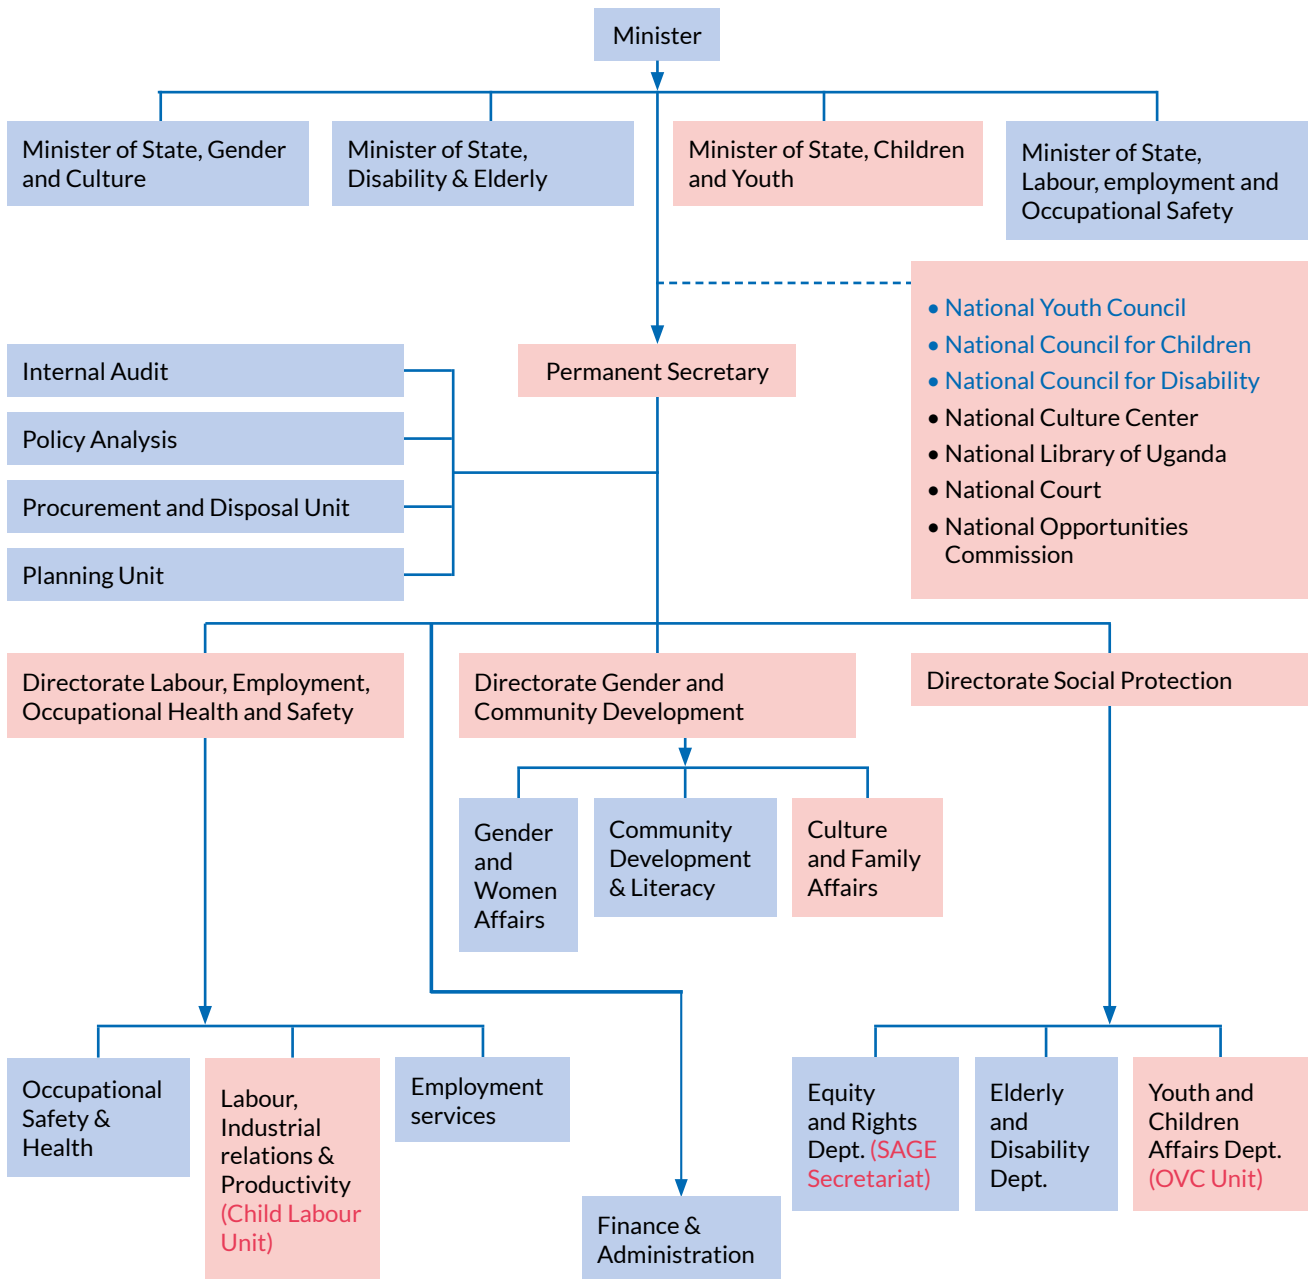 Minister
Minister of State, Gender
and Culture
Minister of State,
Disability & Elderly
Minister of State, Children
and Youth
Minister of State,
Labour, employment and
Occupational Safety
• National Youth Council
• National Council for Children
• National Council for Disability
• National Culture Center
• National Library of Uganda
• National Court
• National Opportunities
Commission
Permanent Secretary
Internal Audit
Policy Analysis
Procurement and Disposal Unit
Planning Unit
Directorate Labour, Employment,
Occupational Health and Safety
Directorate Gender and
Community Development
Directorate Social Protection
Gender
and
Women
Affairs
Community
Development
& Literacy
Culture
and Family
Affairs
Occupational
Safety &
Health
Labour,
Industrial
relations &
Productivity
(Child Labour
Unit)
Employment
services
Finance &
Administration
Equity
and Rights
Dept. (SAGE
Secretariat)
Elderly
and
Disability
Dept.
Youth and
Children
Affairs Dept.
(OVC Unit)